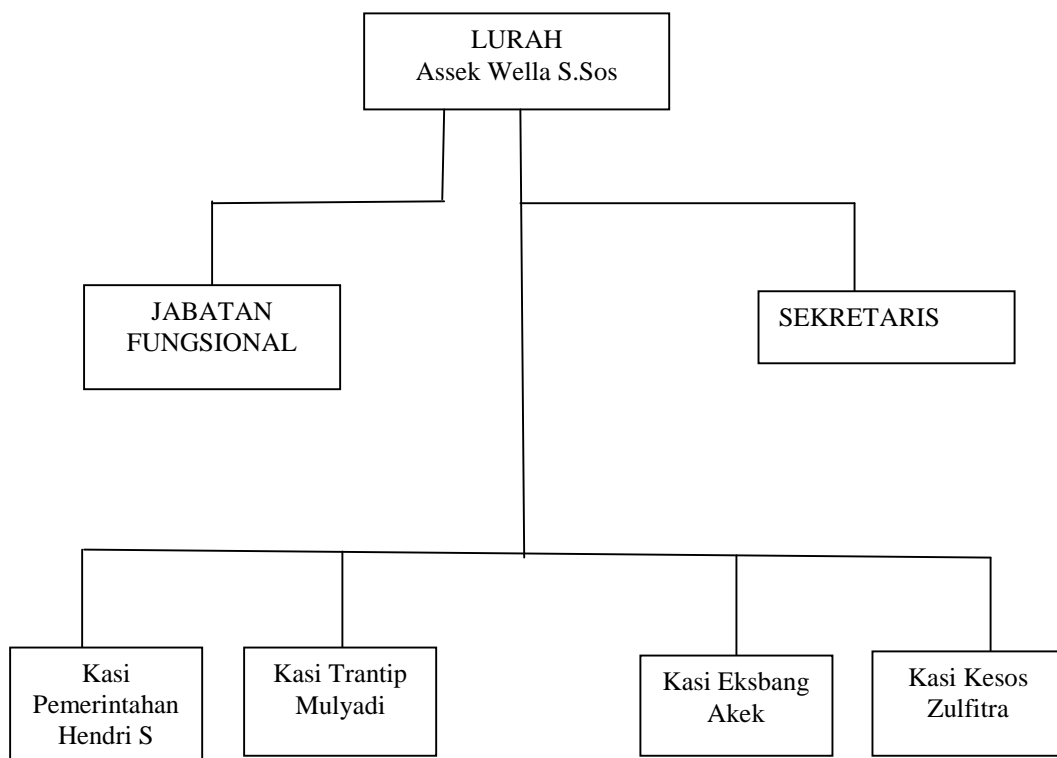 LURAH
Assek Wella S.Sos
JABATAN
FUNGSIONAL
SEKRETARIS
Kasi
Pemerintahan
Hendri S
Kasi Trantip
Mulyadi
Kasi Eksbang
Akek
Kasi Kesos
Zulfitra